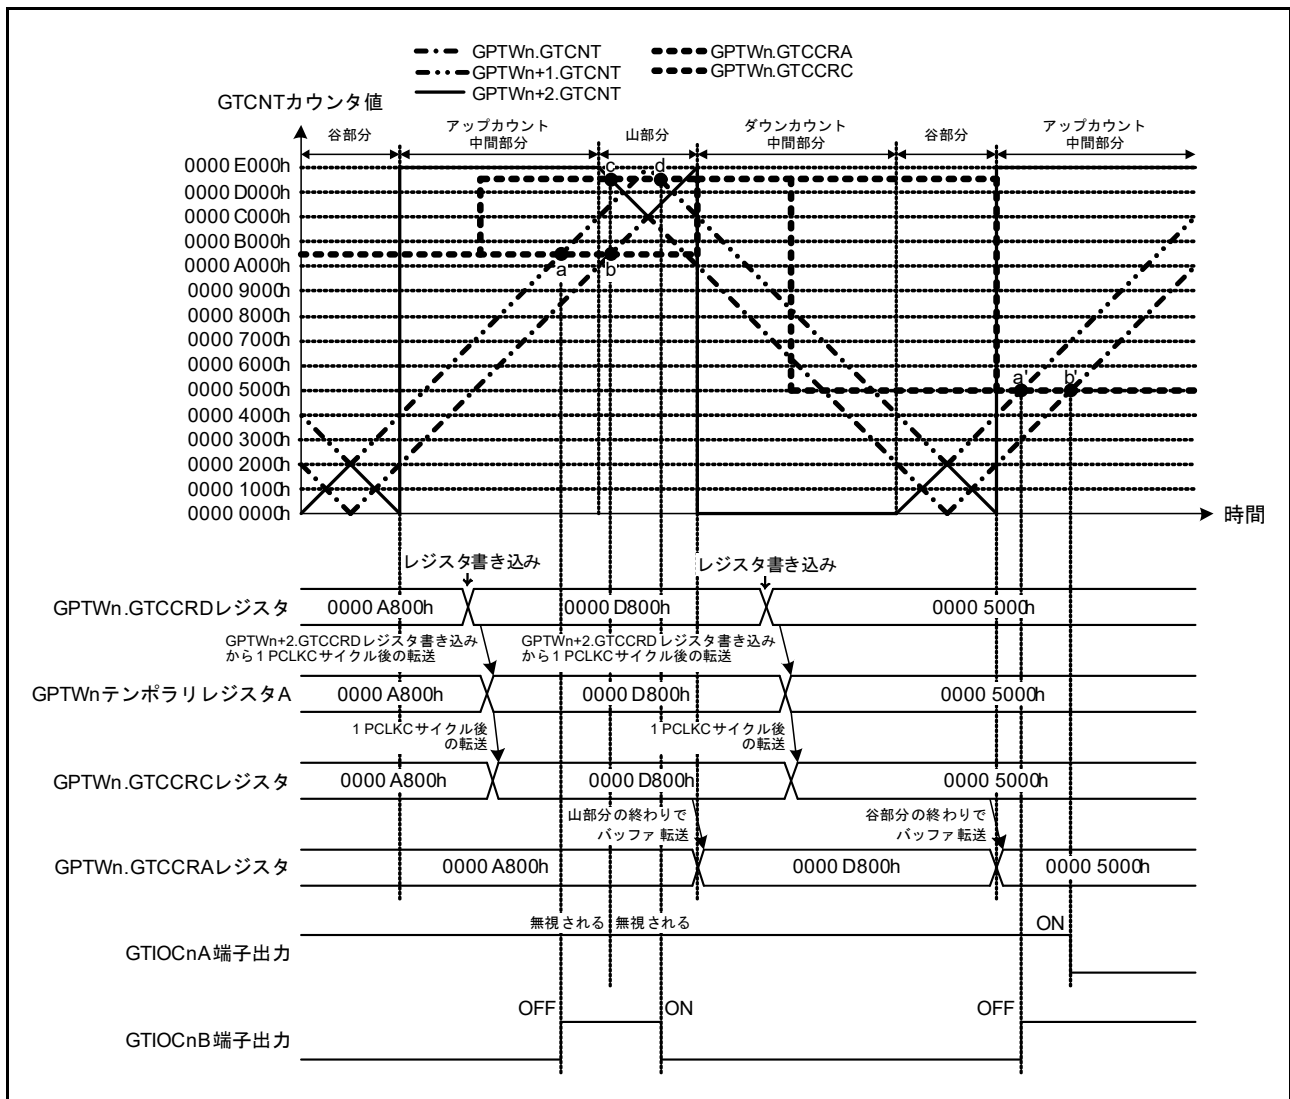 GPTWn.GTCNT
GPTWn+1.GTCNT
GPTWn+2.GTCNT
GPTWn.GTCCRA
GPTWn.GTCCRC
GTCNTカウンタ値
谷部分
アップカウント
中間部分
山部分
ダウンカウント
中間部分
谷部分
アップカウント
中間部分
0000 E000h
0000 D000h
0000 C000h
0000 B000h
0000 A000h
0000 9000h
0000 8000h
0000 7000h
0000 6000h
0000 5000h
0000 4000h
0000 3000h
0000 2000h
0000 1000h
0000 0000h
c
d
a
b
a'
b'
時間
レジスタ書き込み
レジスタ書き込み
GPTWn.GTCCRDレジスタ
0000 A800h
0000 D800h
0000 5000h
GPTWn+2.GTCCRDレジスタ書き込み
から1 PCLKCサイクル後の転送
GPTWn+2.GTCCRDレジスタ書き込み
から1 PCLKCサイクル後の転送
GPTWnテンポラリレジスタA
0000 A800h
0000 D800h
0000 5000h
1 PCLKCサイクル後
の転送
1 PCLKCサイクル後
の転送
GPTWn.GTCCRCレジスタ
0000 A800h
0000 D800h
0000 5000h
山部分の終わりで
バッファ転送
谷部分の終わりで
バッファ転送
GPTWn.GTCCRAレジスタ
0000 A800h
0000 D800h
0000 5000h
無視される
無視される
ON
GTIOCnA端子出力
OFF
ON
OFF
GTIOCnB端子出力